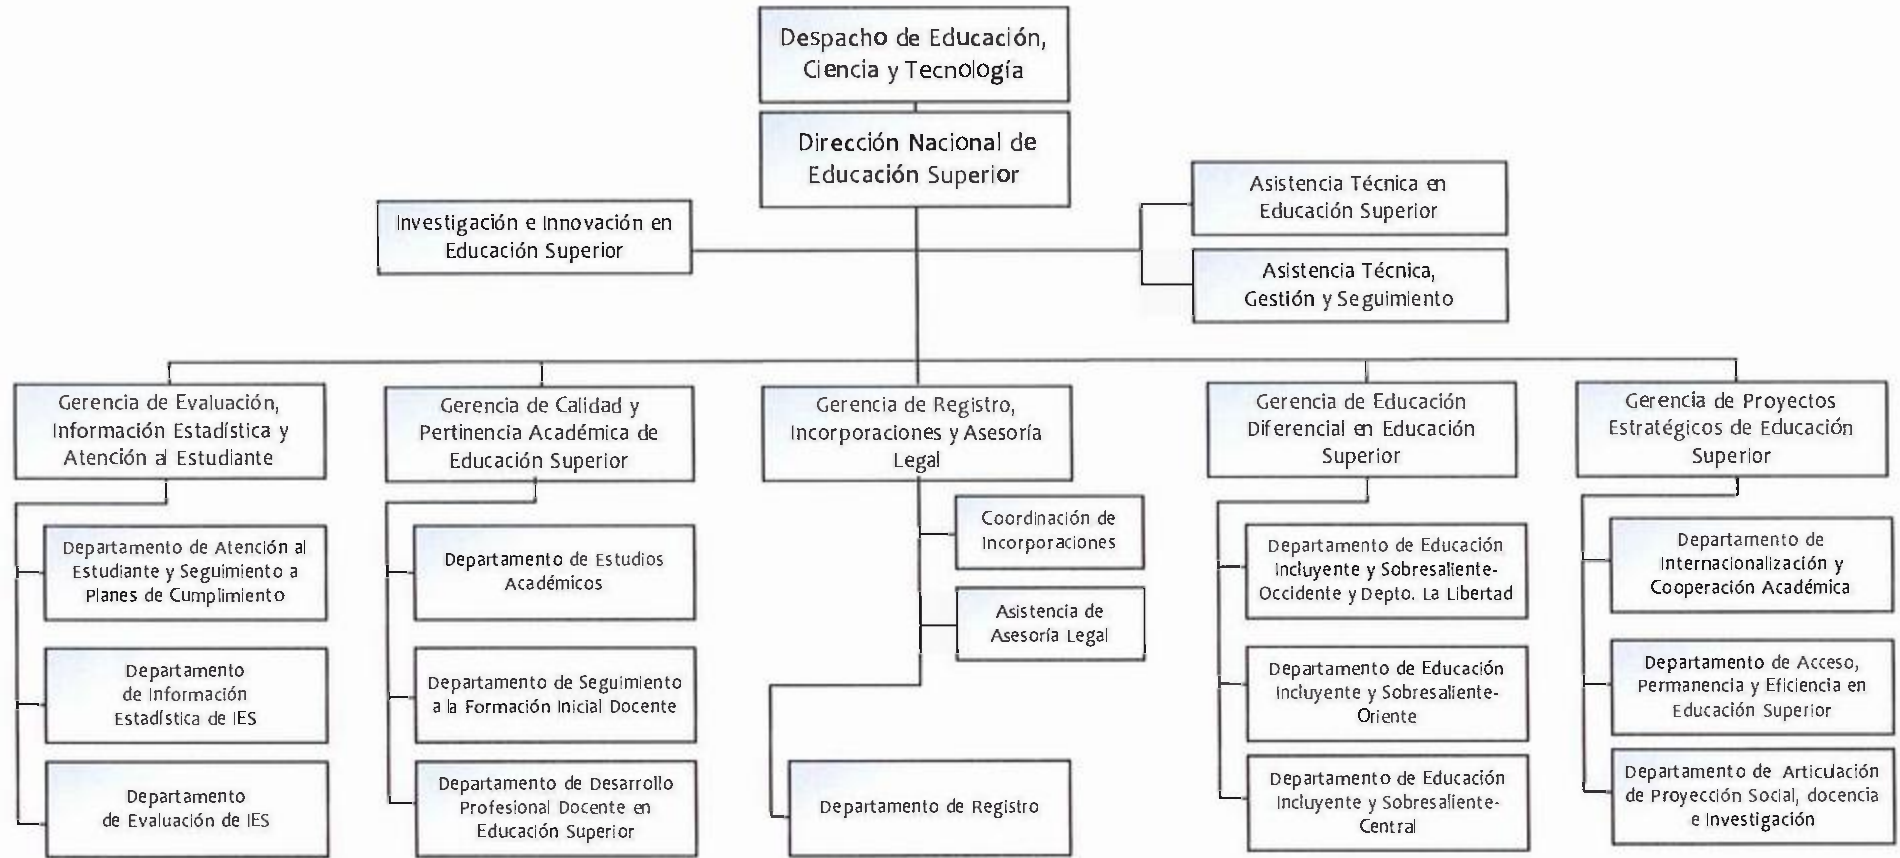 Despacho de Educación,
Ciencia y Tecnología
Dirección Nacional de
Educación Superior
Investigación e Innovación en
Educación Superior
Asistencia Técnica en
Educación Superior
Asistencia Técnica,
Gestión y Seguimiento
Gerencia de Evaluación,
Información Estadística y
Atención al Estudiante
Departamento de Atención al
Estudiante y Seguimiento a
Planes de Cumplimiento
Departamento
de Información
Estadística de IES
Departamento
de Evaluación de IES
Gerencia de Calidad y
Pertinencia Académica de
Educación Superior
Departamento de Estudios
Académicos
Departamento de Seguimiento
a la Formación Inicial Docente
Departamento de Desarrollo
Profesional Docente en
Educación Superior
Gerencia de Registro,
Incorporaciones y Asesoría
Legal
Coordinación de
Incorporaciones
Asistencia de
Asesoría Legal
Departamento de Registro
Gerencia de Educación
Diferencial en Educación
Superior
Departamento de Educación
Incluyente y Sobresaliente-
Occidente y Depto. La Libertad
Departamento de Educación
Incluyente y Sobresaliente-
Oriente
Departamento de Educación
Incluyente y Sobresaliente-
Central
Gerencia de Proyectos
Estratégicos de Educación
Superior
Departamento de
Internacionalización y
Cooperación Académica
Departamento de Acceso,
Permanencia y Eficiencia en
Educación Superior
Departamento de Articulación
de Proyección Social, docencia
e Investigación